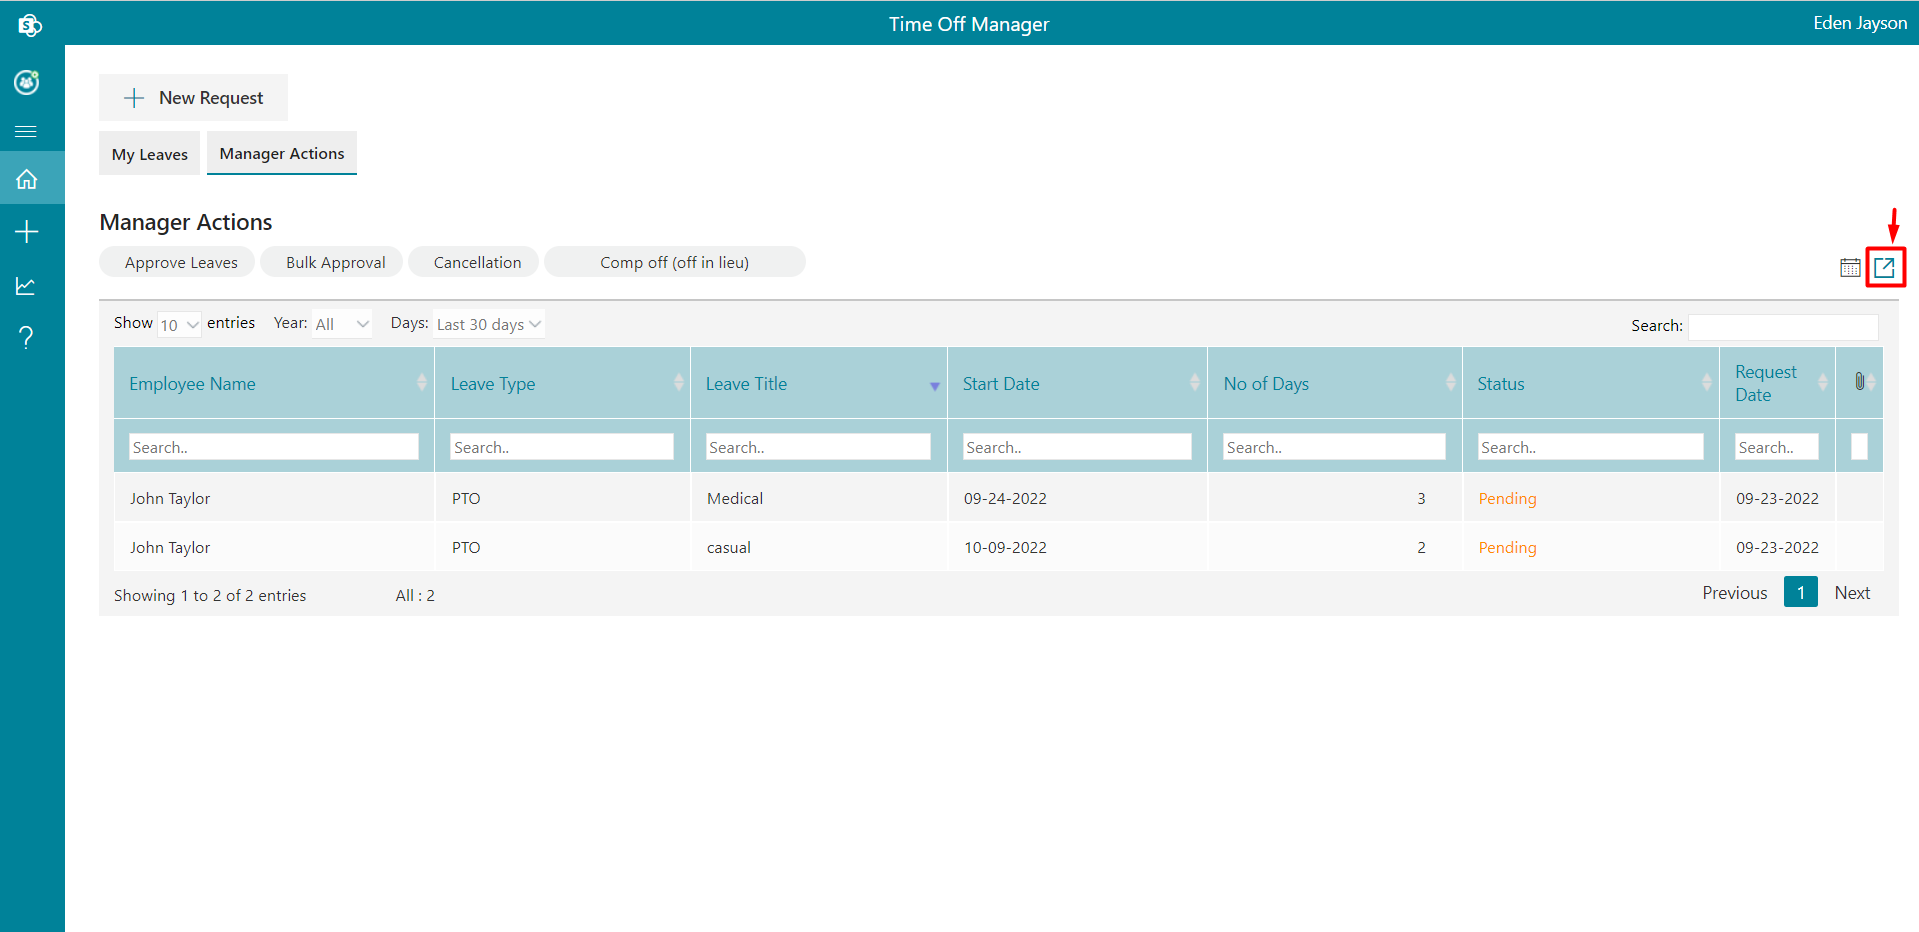 Time Off Manager
Eden Jayson
New Request
My Leaves Manager Actions
Manager Actions
Approve Leaves Bulk Approval Cancellation Comp off (off in lieu)
Show 10 entries Year: All Days: Last 30 days Search:
Employee Name Leave Type Leave Title Start Date No of Days Status Request Date
Search.. Search.. Search.. Search.. Search.. Search.. Search..
John Taylor PTO Medical 09-24-2022 3 Pending 09-23-2022
John Taylor PTO casual 10-09-2022 2 Pending 09-23-2022
Showing 1 to 2 of 2 entries All : 2 Previous 1 Next